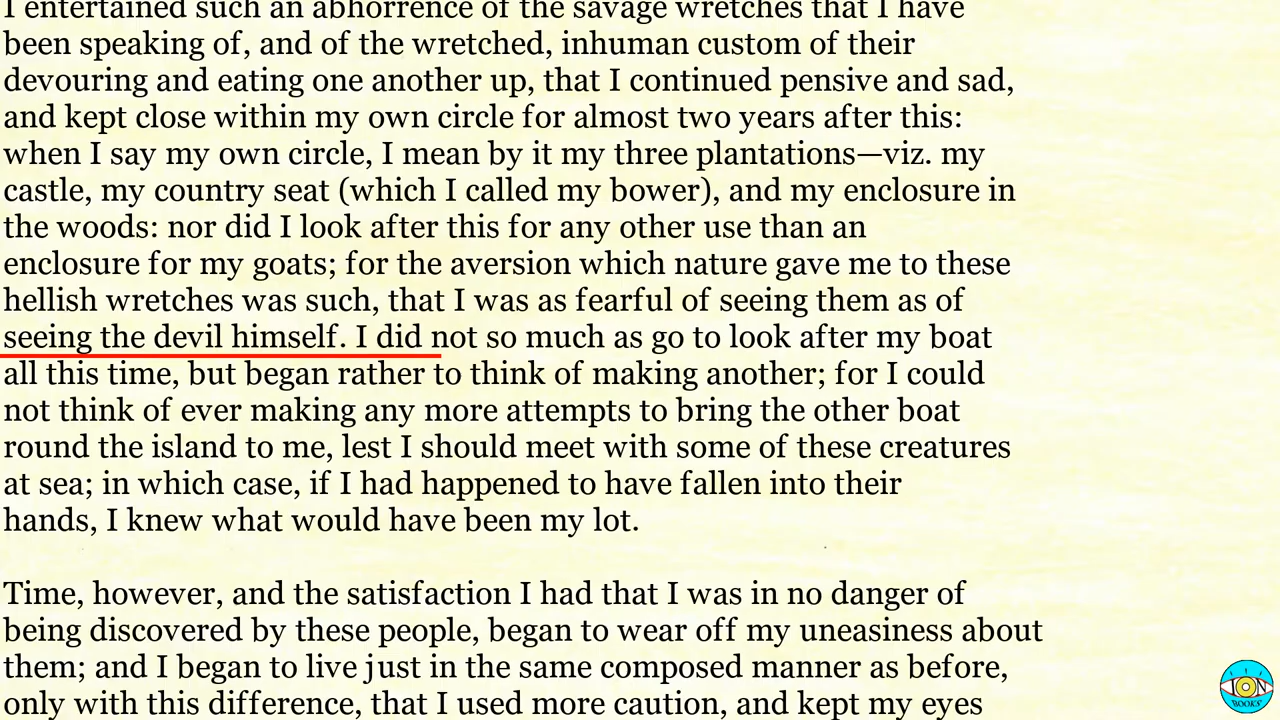 I entertained such an abhorrence of the savage wretches that I have
been speaking of, and of the wretched, inhuman custom of their
devouring and eating one another up, that I continued pensive and sad,
and kept close within my own circle for almost two years after this:
when I say my own circle, I mean by it my three plantations—viz. my
castle, my country seat (which I called my bower), and my enclosure in
the woods: nor did I look after this for any other use than an
enclosure for my goats; for the aversion which nature gave me to these
hellish wretches was such, that I was as fearful of seeing them as of
seeing the devil himself. I did not so much as go to look after my boat
all this time, but began rather to think of making another; for I could
not think of ever making any more attempts to bring the other boat
round the island to me, lest I should meet with some of these creatures
at sea; in which case, if I had happened to have fallen into their
hands, I knew what would have been my lot.
Time, however, and the satisfaction I had that I was in no danger of
being discovered by these people, began to wear off my uneasiness about
them; and I began to live just in the same composed manner as before,
only with this difference, that I used more caution, and kept my eyes
ION
BOOKS